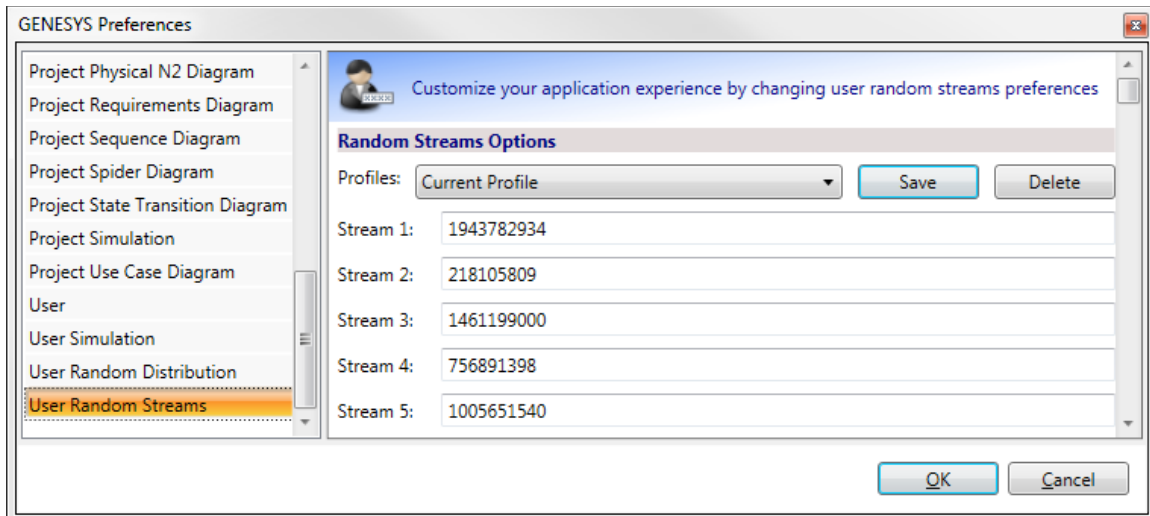 GENESYS Preferences
Project Physical N2 Diagram
Project Requirements Diagram
Project Sequence Diagram
Project Spider Diagram
Project State Transition Diagram
Project Simulation
Project Use Case Diagram
User
User Simulation
User Random Distribution
User Random Streams
xxxx
Customize your application experience by changing user random streams preferences
Random Streams Options
Profiles: Current Profile Save Delete
Stream 1: 1943782934
Stream 2: 218105809
Stream 3: 1461199000
Stream 4: 756891398
Stream 5: 1005651540
OK Cancel